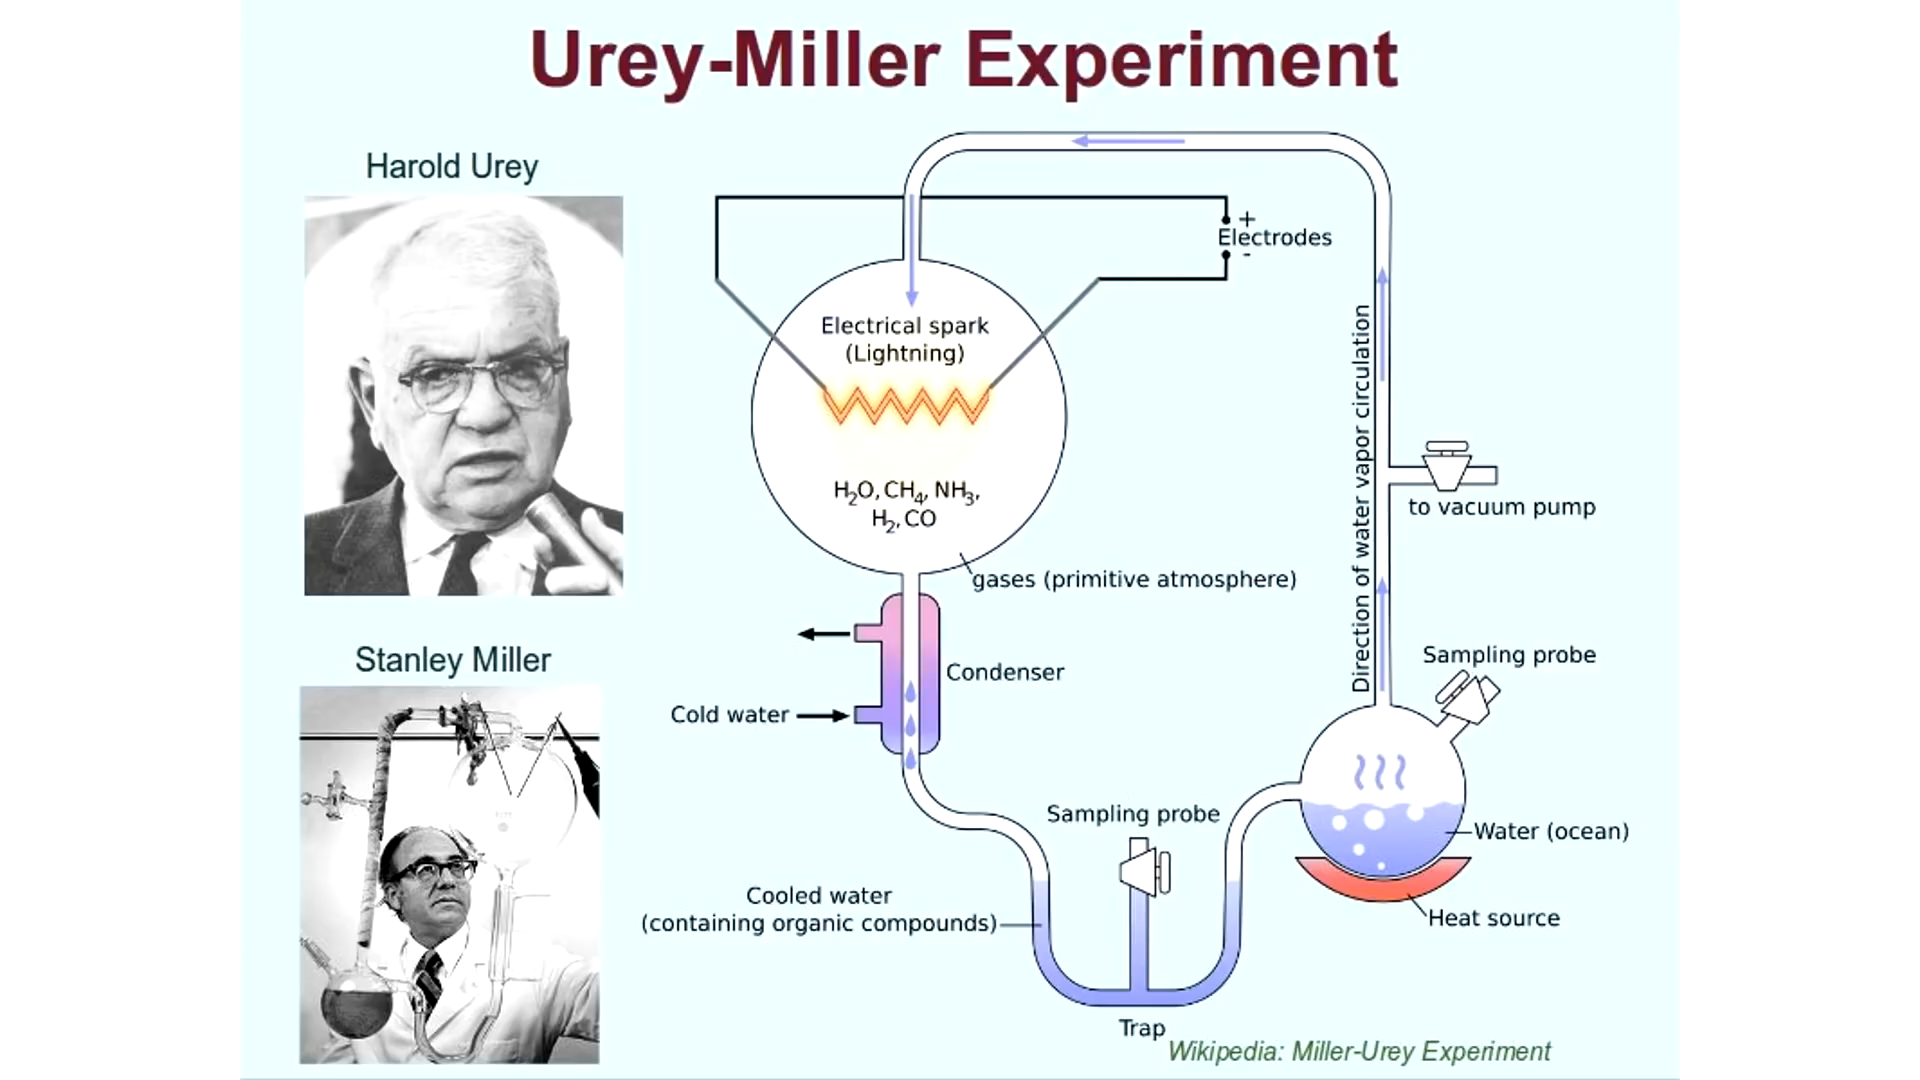 Urey-Miller Experiment
Harold Urey
Stanley Miller
+
Electrodes
-
Electrical spark
(Lightning)
H₂O, CH₄, NH₃,
H₂, CO
gases (primitive atmosphere)
Direction of water vapor circulation
to vacuum pump
Sampling probe
Condenser
Cold water
Sampling probe
Water (ocean)
Cooled water
(containing organic compounds)
Heat source
Trap
Wikipedia: Miller-Urey Experiment